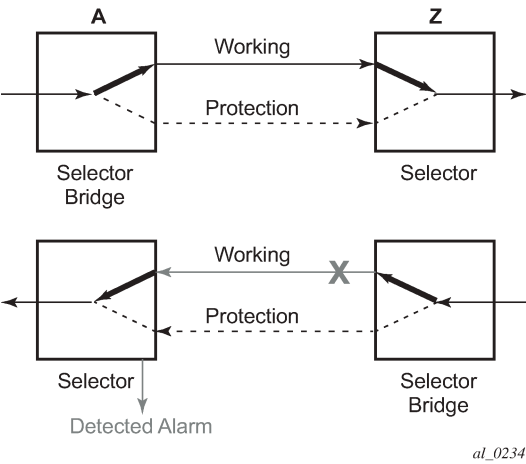 A Z
Working
Protection
Selector
Bridge
Selector
Working
X
Protection
Selector
Selector
Bridge
Detected Alarm
al_0234